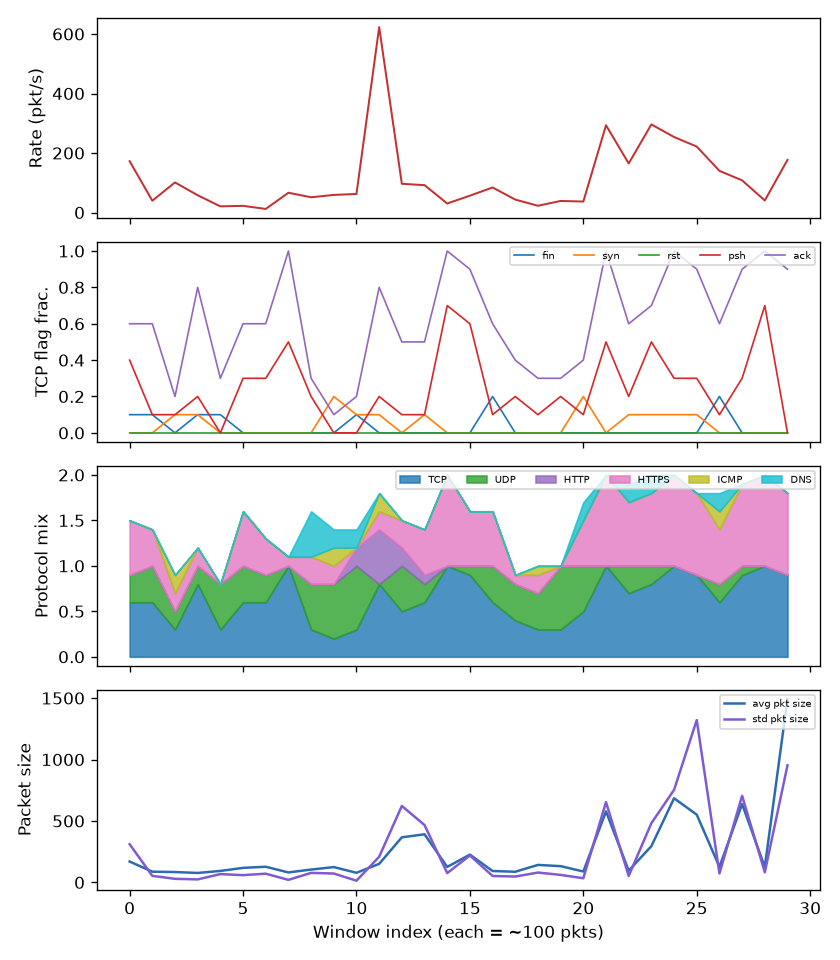 600
400
200
0
Rate (pkt/s)
1.0
0.8
0.6
0.4
0.2
0.0
TCP flag frac.
fin syn rst psh ack
2.0
1.5
1.0
0.5
0.0
Protocol mix
TCP UDP HTTP HTTPS ICMP DNS
1500
1000
500
0
Packet size
avg pkt size
std pkt size
0 5 10 15 20 25 30
Window index (each = ~100 pkts)